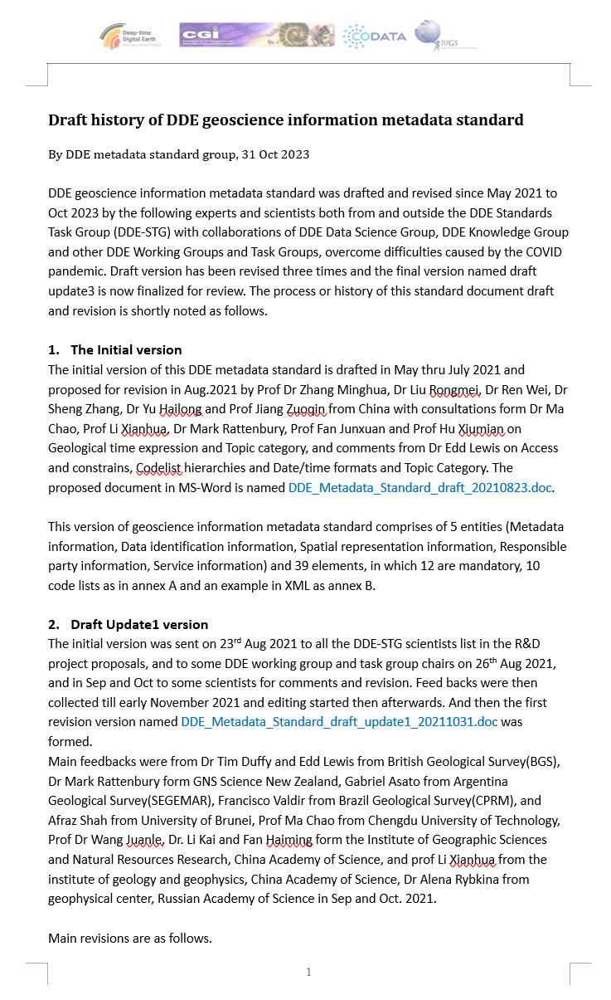 Deep-time
Digital Earth
CGI
CODATA
IUGS
Draft history of DDE geoscience information metadata standard
By DDE metadata standard group, 31 Oct 2023
DDE geoscience information metadata standard was drafted and revised since May 2021 to
Oct 2023 by the following experts and scientists both from and outside the DDE Standards
Task Group (DDE-STG) with collaborations of DDE Data Science Group, DDE Knowledge Group
and other DDE Working Groups and Task Groups, overcome difficulties caused by the COVID
pandemic. Draft version has been revised three times and the final version named draft
update3 is now finalized for review. The process or history of this standard document draft
and revision is shortly noted as follows.
1. The Initial version
The initial version of this DDE metadata standard is drafted in May thru July 2021 and
proposed for revision in Aug.2021 by Prof Dr Zhang Minghua, Dr Liu Rongmei, Dr Ren Wei, Dr
Sheng Zhang, Dr Yu Hailong and Prof Jiang Zuoqin from China with consultations form Dr Ma
Chao, Prof Li Xianhua, Dr Mark Rattenbury, Prof Fan Junxuan and Prof Hu Xiumian on
Geological time expression and Topic category, and comments from Dr Edd Lewis on Access
and constrains, Codelist hierarchies and Date/time formats and Topic Category. The
proposed document in MS-Word is named DDE_Metadata_Standard_draft_20210823.doc.
This version of geoscience information metadata standard comprises of 5 entities (Metadata
information, Data identification information, Spatial representation information, Responsible
party information, Service information) and 39 elements, in which 12 are mandatory, 10
code lists as in annex A and an example in XML as annex B.
2. Draft Update1 version
The initial version was sent on 23rd Aug 2021 to all the DDE-STG scientists list in the R&D
project proposals, and to some DDE working group and task group chairs on 26th Aug 2021,
and in Sep and Oct to some scientists for comments and revision. Feed backs were then
collected till early November 2021 and editing started then afterwards. And then the first
revision version named DDE_Metadata_Standard_draft_update1_20211031.doc was
formed.
Main feedbacks were from Dr Tim Duffy and Edd Lewis from British Geological Survey(BGS),
Dr Mark Rattenbury form GNS Science New Zealand, Gabriel Asato from Argentina
Geological Survey(SEGEMAR), Francisco Valdir from Brazil Geological Survey(CPRM), and
Afraz Shah from University of Brunei, Prof Ma Chao from Chengdu University of Technology,
Prof Dr Wang Juanle, Dr. Li Kai and Fan Haiming form the Institute of Geographic Sciences
and Natural Resources Research, China Academy of Science, and prof Li Xianhua from the
institute of geology and geophysics, China Academy of Science, Dr Alena Rybkina from
geophysical center, Russian Academy of Science in Sep and Oct. 2021.
Main revisions are as follows.
1